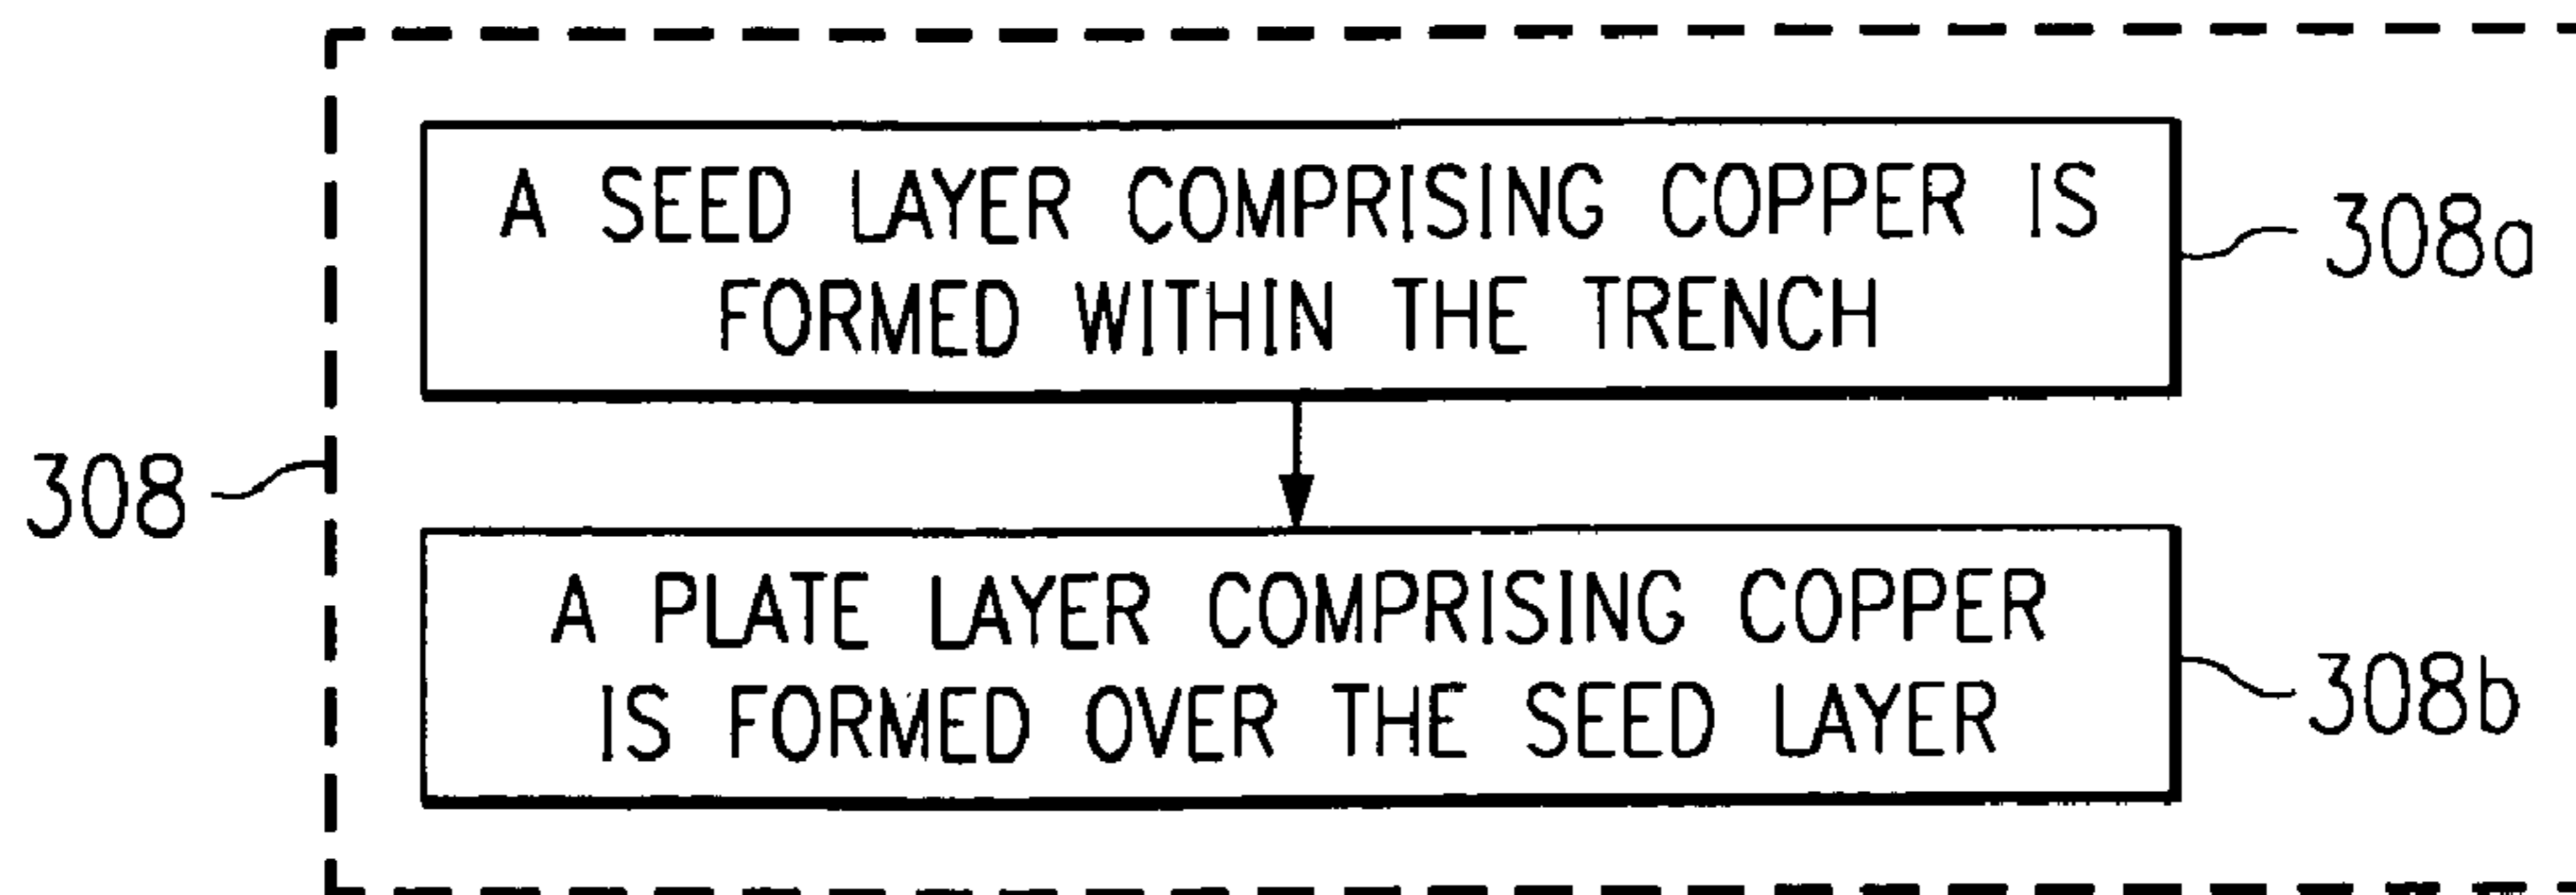 A SEED LAYER COMPRISING COPPER IS
FORMED WITHIN THE TRENCH
308a
308
A PLATE LAYER COMPRISING COPPER
IS FORMED OVER THE SEED LAYER
308b